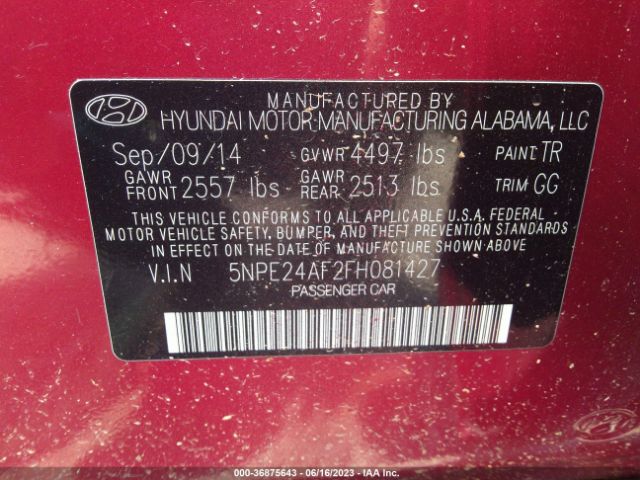 MANUFACTURED BY
HYUNDAI MOTOR MANUFACTURING ALABAMA, LLC
Sep/09/14 GVWR 4497 lbs PAINT TR
GAWR FRONT 2557 lbs GAWR REAR 2513 lbs TRIM GG
THIS VEHICLE CONFORMS TO ALL APPLICABLE U.S.A. FEDERAL
MOTOR VEHICLE SAFETY, BUMPER, AND THEFT PREVENTION STANDARDS
IN EFFECT ON THE DATE OF MANUFACTURE SHOWN ABOVE
V.I.N 5NPE24AF2FH081427
PASSENGER CAR
000-36875643 - 06/16/2023 - IAA Inc.